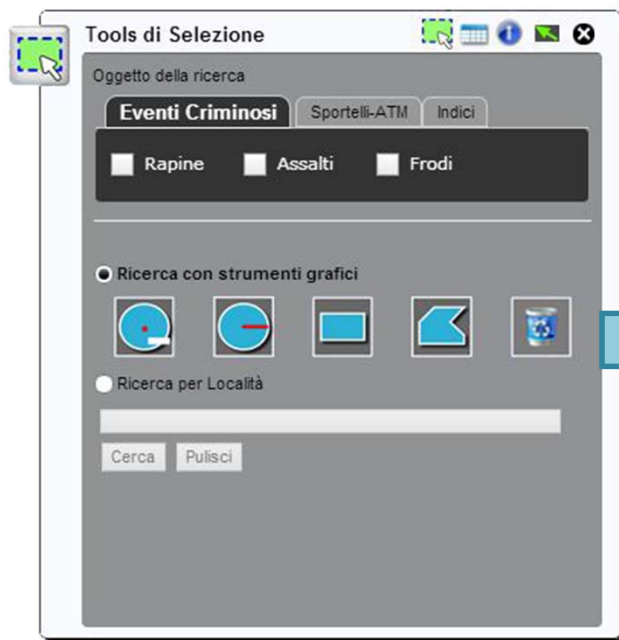 Tools di Selezione
Oggetto della ricerca
Eventi Criminosi Sportelli-ATM Indici
Rapine Assalti Frodi
Ricerca con strumenti grafici
Ricerca per Località
Cerca Pulisci